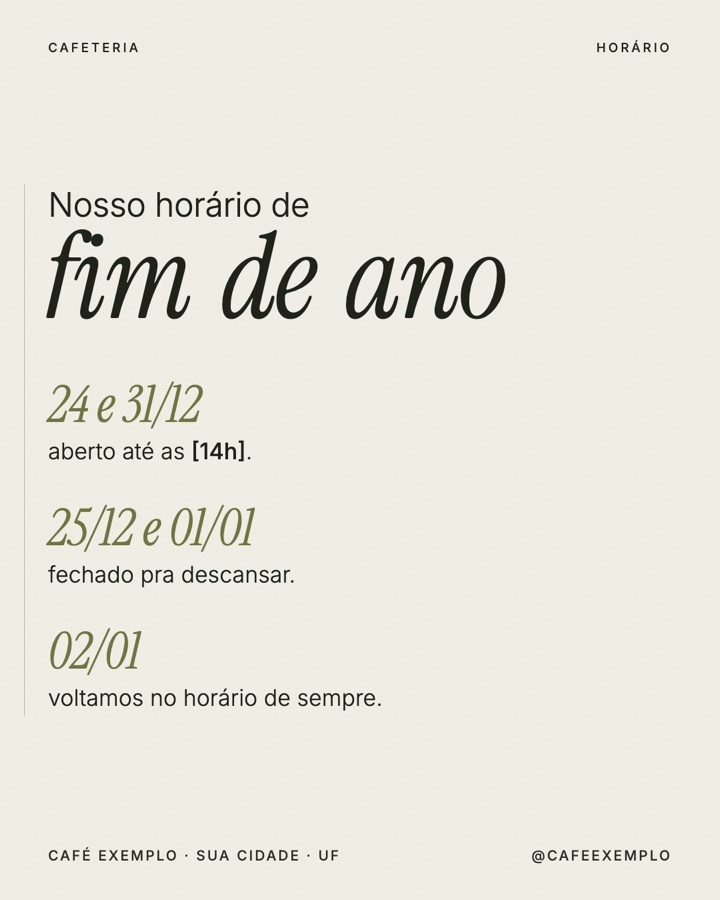 CAFETERIA
HORÁRIO
Nosso horário de
fim de ano
24 e 31/12
aberto até as [14h].
25/12 e 01/01
fechado pra descansar.
02/01
voltamos no horário de sempre.
CAFÉ EXEMPLO · SUA CIDADE · UF
@CAFEEXEMPLO